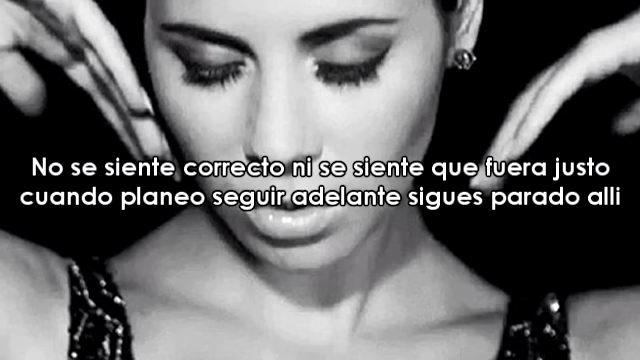 No se siente correcto ni se siente que fuera justo
cuando planeo seguir adelante sigues parado alli